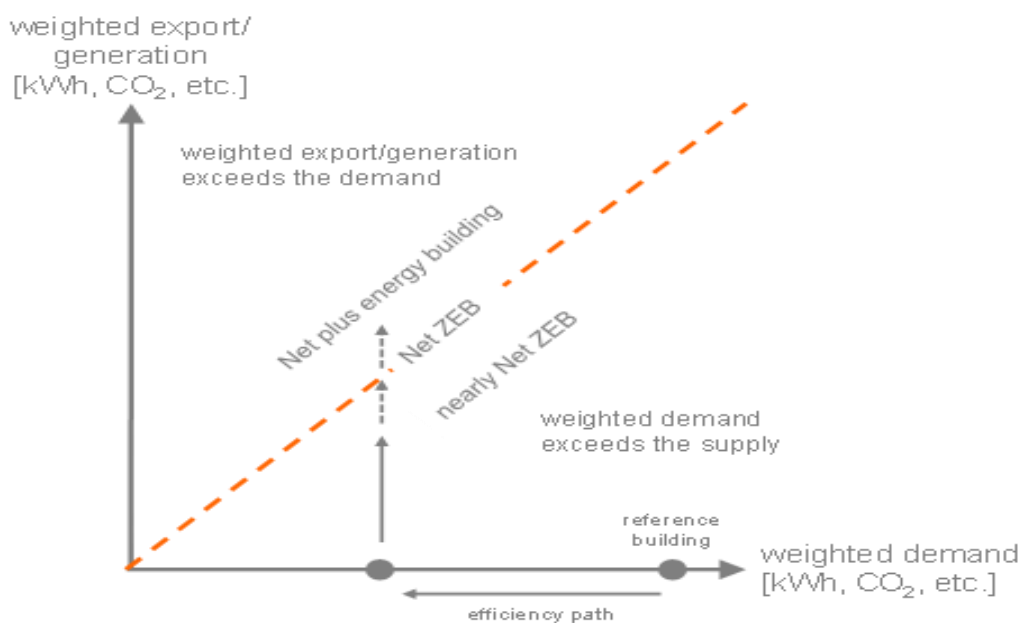 weighted export/
generation
[kWh, CO₂, etc.]
weighted export/generation
exceeds the demand
Net plus energy building
Net ZEB
nearly Net ZEB
weighted demand
exceeds the supply
reference
building
weighted demand
[kWh, CO₂, etc.]
efficiency path